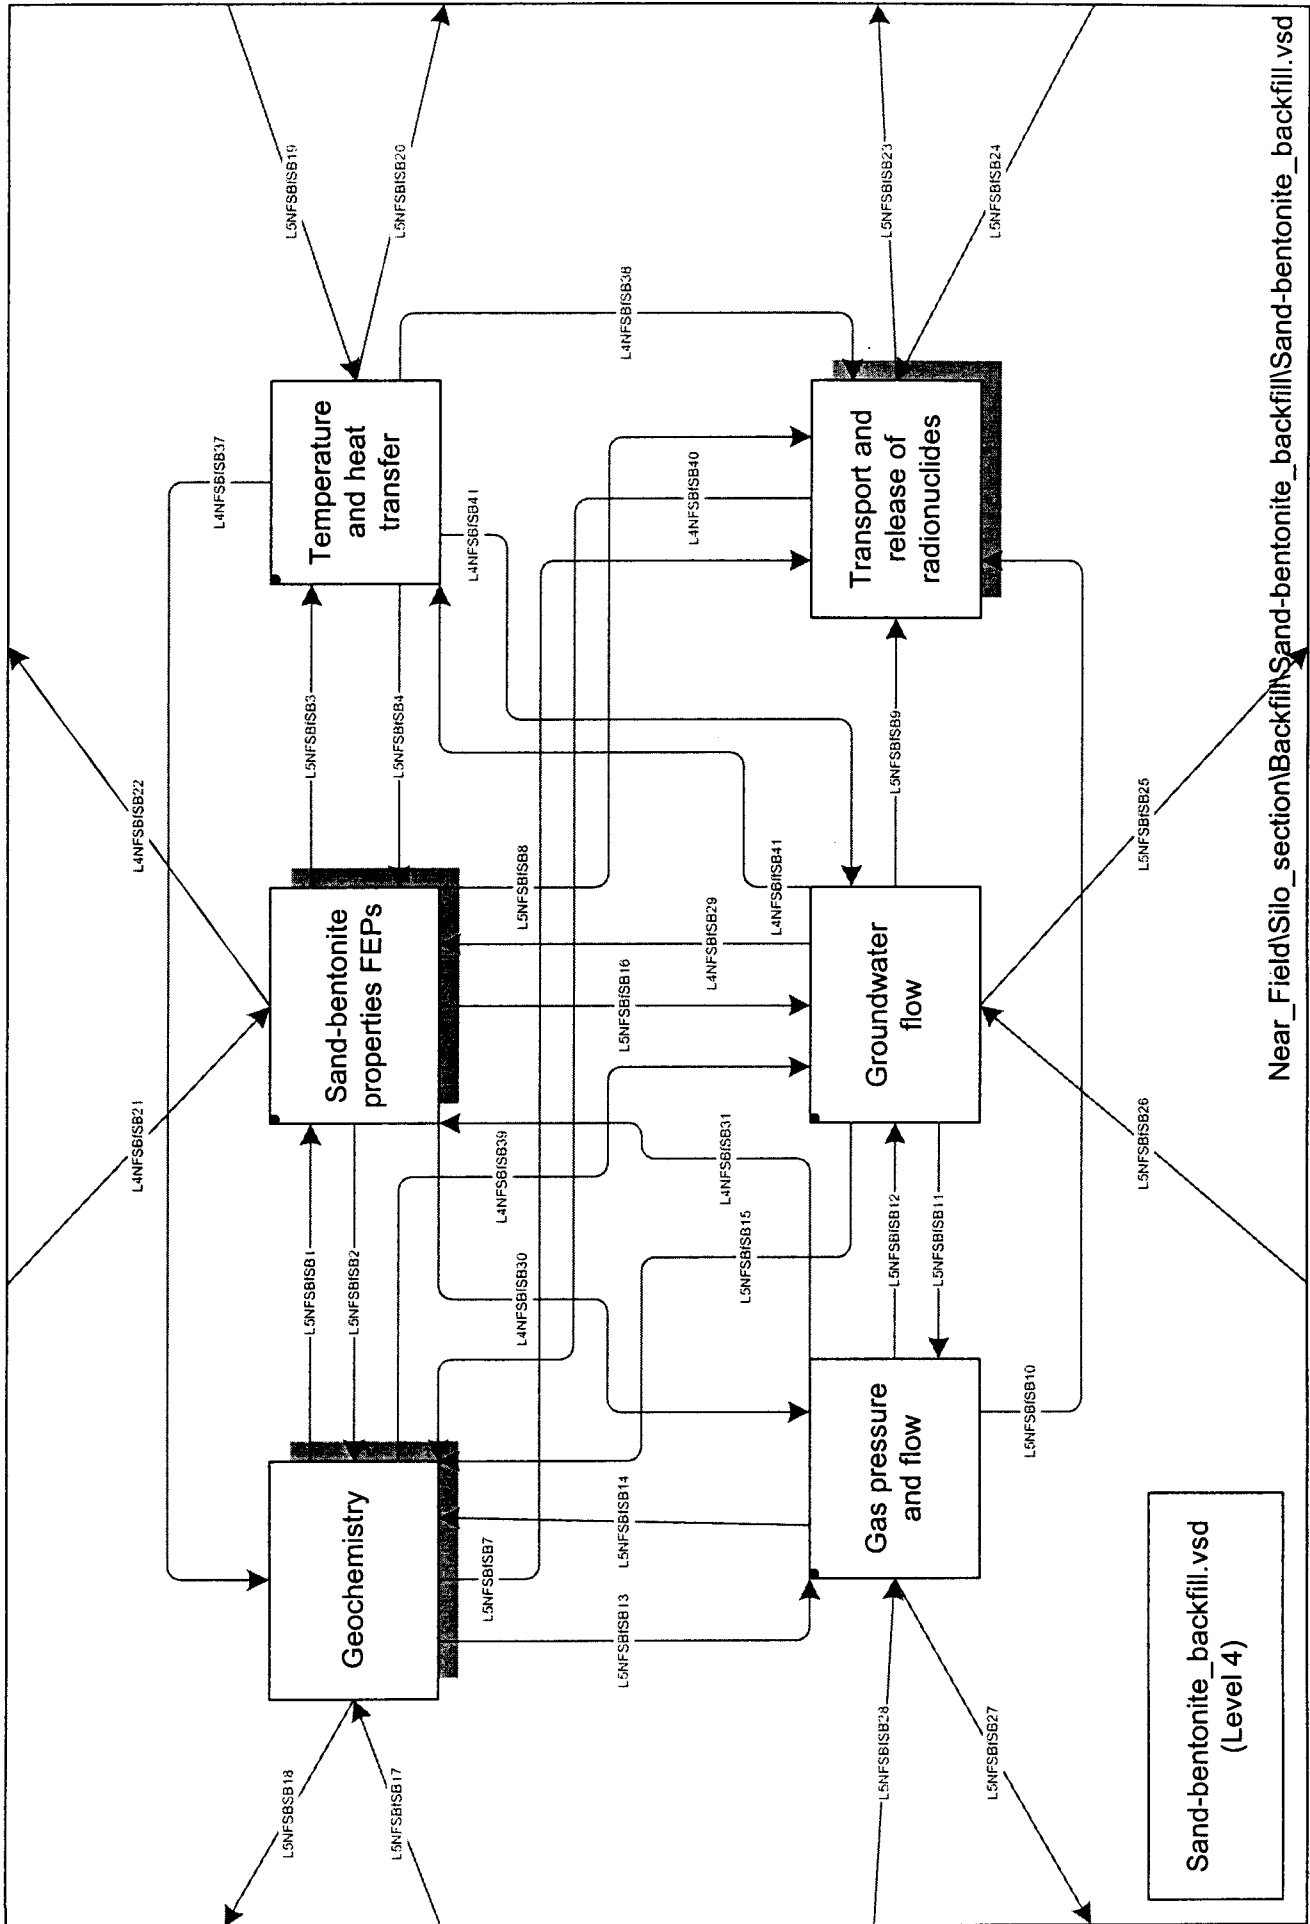 L5NFSBSB18
L5NFSBfSB17
L4NFSBfSB21
L4NFSBfSB22
L4NFSBfSB37
L5NFSBfSB19
L5NFSBfSB20
Geochemistry
L5NFSBfSB1
L5NFSBfSB2
Sand-bentonite
properties FEPs
L5NFSBfSB3
L5NFSBfSB4
Temperature
and heat
transfer
L4NFSBfSB41
L5NFSBfSB7
L4NFSBfSB39
L4NFSBfSB30
L5NFSBfSB8
L5NFSBfSB13
L5NFSBfSB14
L5NFSBfSB16
L4NFSBfSB38
L5NFSBfSB15
L4NFSBfSB31
L4NFSBfSB29
L4NFSBfSB41
L4NFSBfSB40
Gas pressure
and flow
L5NFSBfSB12
L5NFSBfSB11
Groundwater
flow
L5NFSBfSB9
Transport and
release of
radionuclides
L5NFSBfSB23
L5NFSBfSB24
L5NFSBfSB28
L5NFSBfSB27
L5NFSBfSB10
L5NFSBfSB26
L5NFSBfSB25
Sand-bentonite_backfill.vsd
(Level 4)
Near_Field\Silo_section\Backfill\Sand-bentonite_backfill\Sand-bentonite_backfill.vsd